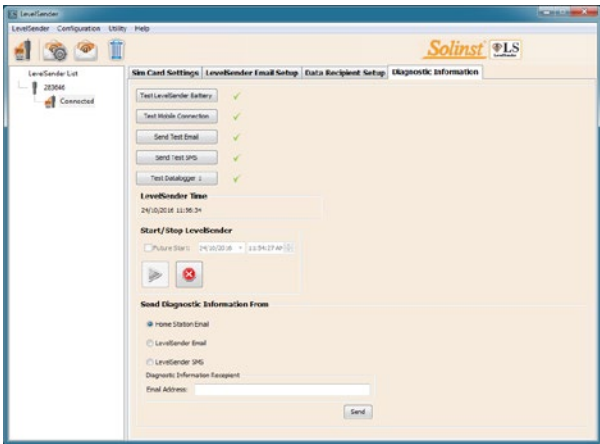 LevelSender
LevelSender Configuration Utility Help
Solinst LS
LevelSender
LevelSender List
283646
Connected
Sim Card Settings LevelSender Email Setup Data Recipient Setup Diagnostic Information
Test LevelSender Battery
Test Mobile Connection
Send Test Email
Send Test SMS
Test Datalogger 1
LevelSender Time
24/10/2016 11:56:34
Start/Stop LevelSender
Future Start: 24/10/2016 11:54:27 AM
Send Diagnostic Information From
Home Station Email
LevelSender Email
LevelSender SMS
Diagnostic Information Recepient
Email Address:
Send